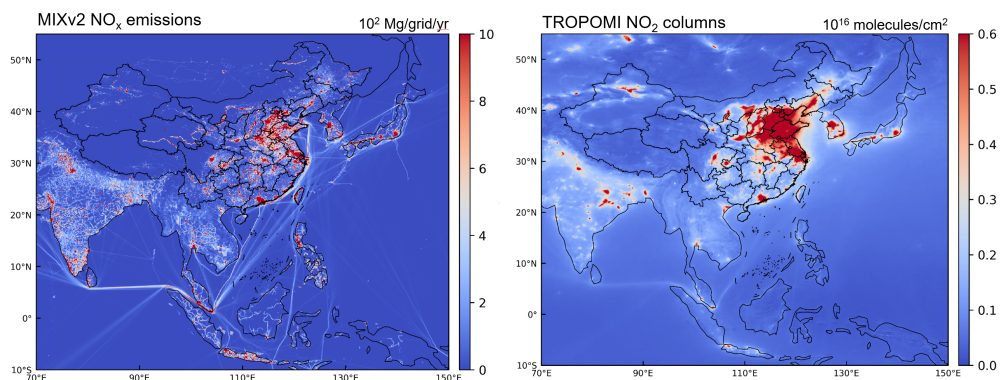 MIXv2 NOx emissions
10² Mg/grid/yr
50°N
40°N
30°N
20°N
10°N
0°
10°S
70°E
90°E
110°E
130°E
150°E
10
8
6
4
2
0
TROPOMI NO₂ columns
10¹⁶ molecules/cm²
50°N
40°N
30°N
20°N
10°N
0°
10°S
70°E
90°E
110°E
130°E
150°E
0.6
0.5
0.4
0.3
0.2
0.1
0.0